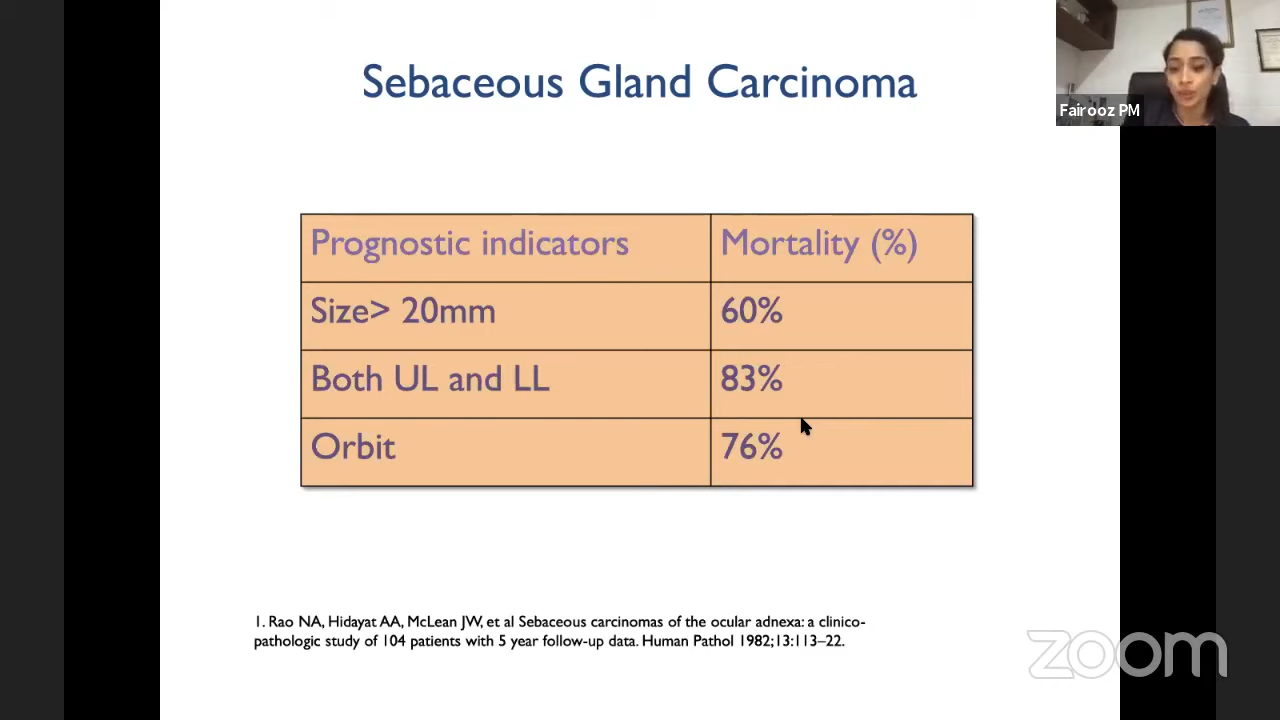 Sebaceous Gland Carcinoma
Fairooz PM
Prognostic indicators Mortality (%)
Size> 20mm 60%
Both UL and LL 83%
Orbit 76%
1. Rao NA, Hidayat AA, McLean JW, et al Sebaceous carcinomas of the ocular adnexa: a clinico-
pathologic study of 104 patients with 5 year follow-up data. Human Pathol 1982;13:113–22.
zoom